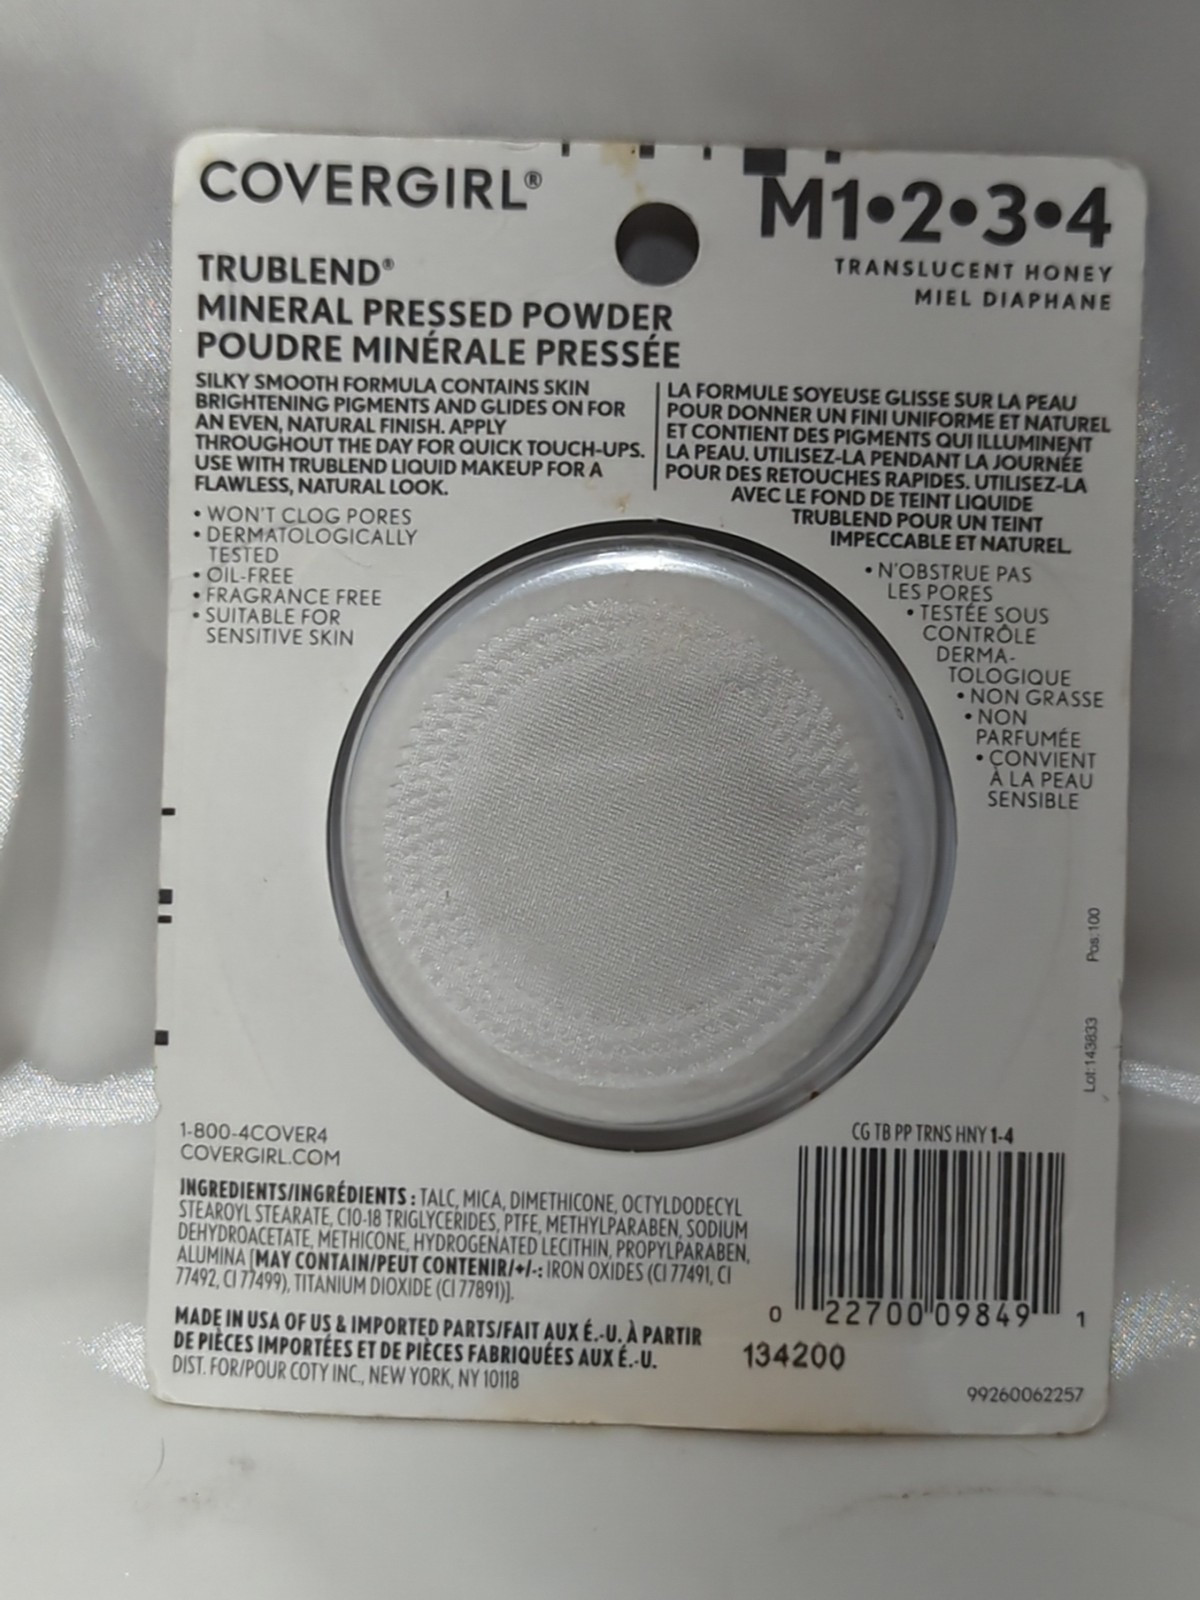 COVERGIRL®
M1•2•3•4
TRANSLUCENT HONEY
MIEL DIAPHANE
TRUBLEND®
MINERAL PRESSED POWDER
POUDRE MINÉRALE PRESSÉE
SILKY SMOOTH FORMULA CONTAINS SKIN
BRIGHTENING PIGMENTS AND GLIDES ON FOR
AN EVEN, NATURAL FINISH. APPLY
THROUGHOUT THE DAY FOR QUICK TOUCH-UPS.
USE WITH TRUBLEND LIQUID MAKEUP FOR A
FLAWLESS, NATURAL LOOK.
• WON'T CLOG PORES
• DERMATOLOGICALLY
TESTED
• OIL-FREE
• FRAGRANCE FREE
• SUITABLE FOR
SENSITIVE SKIN
LA FORMULE SOYEUSE GLISSE SUR LA PEAU
POUR DONNER UN FINI UNIFORME ET NATUREL
ET CONTIENT DES PIGMENTS QUI ILLUMINENT
LA PEAU. UTILISEZ-LA PENDANT LA JOURNÉE
POUR DES RETOUCHES RAPIDES. UTILISEZ-LA
AVEC LE FOND DE TEINT LIQUIDE
TRUBLEND POUR UN TEINT
IMPECCABLE ET NATUREL.
• N'OBSTRUE PAS
LES PORES
• TESTÉE SOUS
CONTRÔLE
DERMA-
TOLOGIQUE
• NON GRASSE
• NON
PARFUMÉE
• CONVIENT
À LA PEAU
SENSIBLE
Lot:143833 Pos:100
1-800-4COVER4
COVERGIRL.COM
INGREDIENTS/INGRÉDIENTS : TALC, MICA, DIMETHICONE, OCTYLDODECYL
STEAROYL STEARATE, C10-18 TRIGLYCERIDES, PTFE, METHYLPARABEN, SODIUM
DEHYDROACETATE, METHICONE, HYDROGENATED LECITHIN, PROPYLPARABEN,
ALUMINA [MAY CONTAIN/PEUT CONTENIR/+/-: IRON OXIDES (CI 77491, CI
77492, CI 77499), TITANIUM DIOXIDE (CI 77891)].
MADE IN USA OF US & IMPORTED PARTS/FAIT AUX É.-U. À PARTIR
DE PIÈCES IMPORTÉES ET DE PIÈCES FABRIQUÉES AUX É.-U.
DIST. FOR/POUR COTY INC., NEW YORK, NY 10118
CG TB PP TRNS HNY 1-4
0 22700 09849 1
134200
99260062257